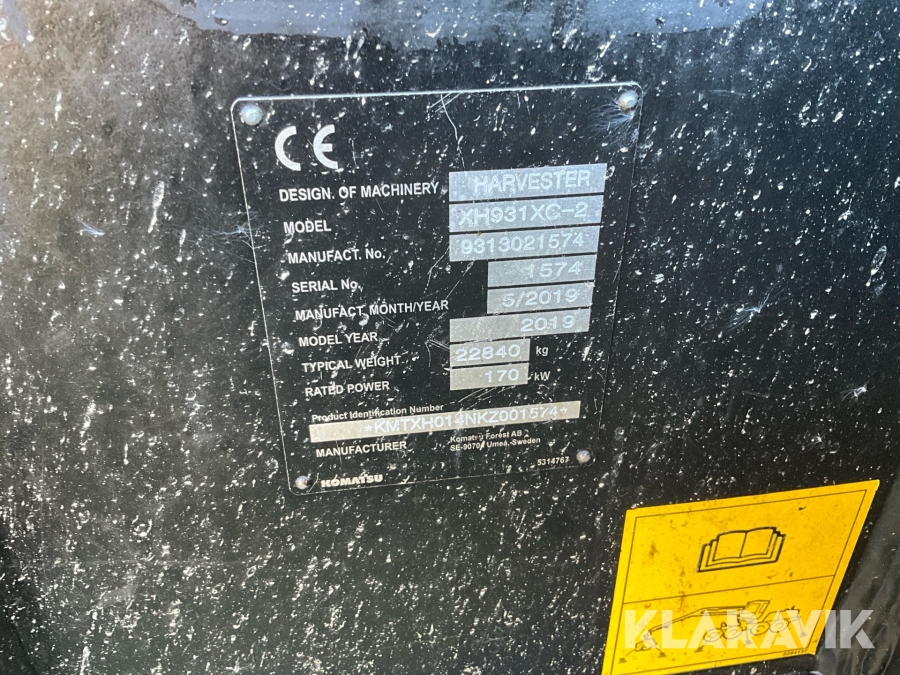 CE
DESIGN. OF MACHINERY HARVESTER
MODEL XH931XC-2
MANUFACT. No. 9313021574
SERIAL No. 1574
MANUFACT. MONTH/YEAR 5/2019
MODEL YEAR 2019
TYPICAL WEIGHT 22840 kg
RATED POWER 170 kW
Product Identification Number
*KMTXH014NKZ001574*
MANUFACTURER Komatsu Forest AB
SE-90704 Umeå, Sweden
5314767
KOMATSU
KLARAVIK